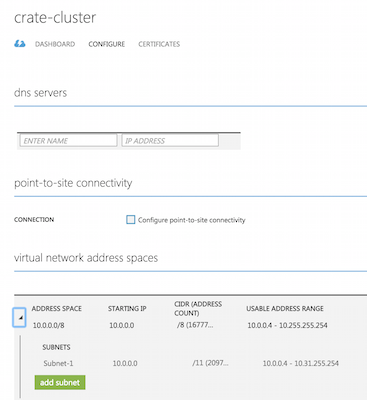 crate-cluster
DASHBOARD CONFIGURE CERTIFICATES
dns servers
ENTER NAME IP ADDRESS
point-to-site connectivity
CONNECTION Configure point-to-site connectivity
virtual network address spaces
ADDRESS SPACE STARTING IP CIDR (ADDRESS COUNT) USABLE ADDRESS RANGE
10.0.0.0/8 10.0.0.0 /8 (16777... 10.0.0.4 - 10.255.255.254
SUBNETS
Subnet-1 10.0.0.0 /11 (2097... 10.0.0.4 - 10.31.255.254
add subnet